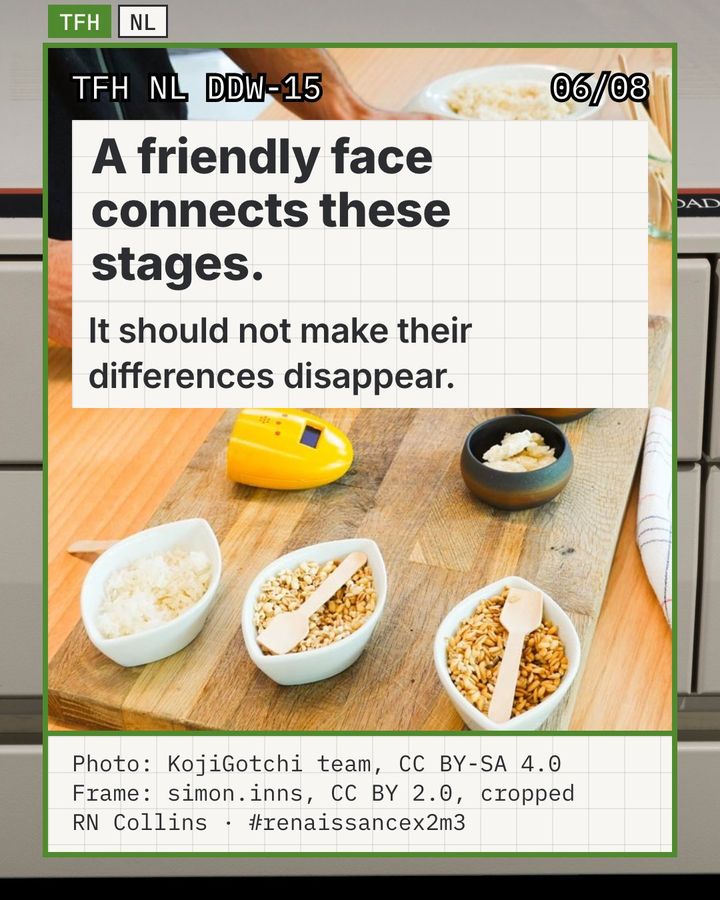 TFH NL
TFH NL DDW-15 06/08
A friendly face
connects these
stages.
It should not make their
differences disappear.
Photo: KojiGotchi team, CC BY-SA 4.0
Frame: simon.inns, CC BY 2.0, cropped
RN Collins · #renaissancex2m3